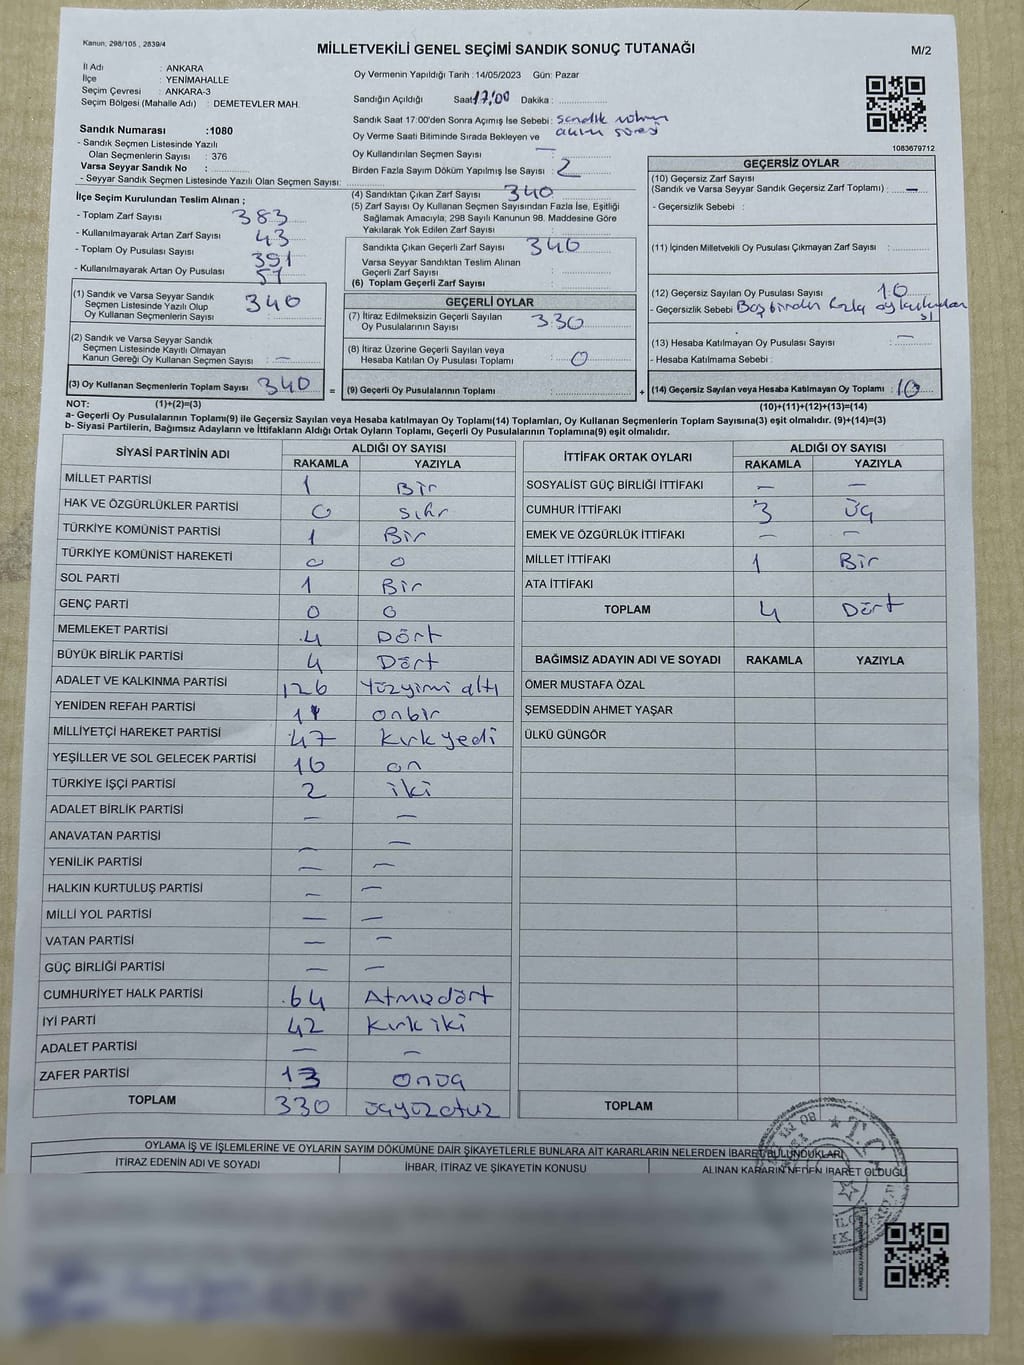 Kanun, 298/105 , 2839/4
MİLLETVEKİLİ GENEL SEÇİMİ SANDIK SONUÇ TUTANAĞI
M/2
İl Adı : ANKARA
İlçe : YENİMAHALLE
Seçim Çevresi : ANKARA-3
Seçim Bölgesi (Mahalle Adı) : DEMETEVLER MAH.
Oy Vermenin Yapıldığı Tarih : 14/05/2023 Gün: Pazar
Sandığın Açıldığı Saat 17:00 Dakika :
Sandık Saat 17:00'den Sonra Açımış İse Sebebi : sandık
Oy Verme Saati Bitiminde Sırada Bekleyen ve süresi
Oy Kullandırılan Seçmen Sayısı : —
Birden Fazla Sayım Döküm Yapılmış İse Sayısı : 2
1083679712
Sandık Numarası :1080
- Sandık Seçmen Listesinde Yazılı
Olan Seçmenlerin Sayısı : 376
Varsa Seyyar Sandık No :
- Seyyar Sandık Seçmen Listesinde Yazılı Olan Seçmen Sayısı:
İlçe Seçim Kurulundan Teslim Alınan ;
- Toplam Zarf Sayısı : 383
- Kullanılmayarak Artan Zarf Sayısı : 43
- Toplam Oy Pusulası Sayısı : 391
- Kullanılmayarak Artan Oy Pusulası : 51
(1) Sandık ve Varsa Seyyar Sandık
Seçmen Listesinde Yazılı Olup
Oy Kullanan Seçmenlerin Sayısı : 340
(2) Sandık ve Varsa Seyyar Sandık
Seçmen Listesinde Kayıtlı Olmayan
Kanun Gereği Oy Kullanan Seçmen Sayısı : —
(3) Oy Kullanan Seçmenlerin Toplam Sayısı : 340
(4) Sandıktan Çıkan Zarf Sayısı : 340
(5) Zarf Sayısı Oy Kullanan Seçmen Sayısından Fazla İse, Eşitliği
Sağlamak Amacıyla, 298 Sayılı Kanunun 98. Maddesine Göre
Yakılarak Yok Edilen Zarf Sayısı :
Sandıkta Çıkan Geçerli Zarf Sayısı : 340
Varsa Seyyar Sandıktan Teslim Alınan
Geçerli Zarf Sayısı :
(6) Toplam Geçerli Zarf Sayısı :
GEÇERLİ OYLAR
(7) İtiraz Edilmeksizin Geçerli Sayılan
Oy Pusulalarının Sayısı : 330
(8) İtiraz Üzerine Geçerli Sayılan veya
Hesaba Katılan Oy Pusulaları Toplamı : 0
= (9) Geçerli Oy Pusulalarının Toplamı :
GEÇERSİZ OYLAR
(10) Geçersiz Zarf Sayısı
(Sandık ve Varsa Seyyar Sandık Geçersiz Zarf Toplamı) : —
- Geçersizlik Sebebi :
(11) İçinden Milletvekili Oy Pusulası Çıkmayan Zarf Sayısı :
(12) Geçersiz Sayılan Oy Pusulası Sayısı : 10
- Geçersizlik Sebebi
(13) Hesaba Katılmayan Oy Pusulası Sayısı : —
- Hesaba Katılmama Sebebi :
+ (14) Geçersiz Sayılan veya Hesaba Katılmayan Oy Toplamı : 10
NOT: (1)+(2)=(3)
(10)+(11)+(12)+(13)=(14)
a- Geçerli Oy Pusulalarının Toplamı(9) ile Geçersiz Sayılan veya Hesaba katılmayan Oy Toplamı(14) Toplamları, Oy Kullanan Seçmenlerin Toplam Sayısına(3) eşit olmalıdır. (9)+(14)=(3)
b- Siyasi Partilerin, Bağımsız Adayların ve İttifakların Aldığı Ortak Oyların Toplamı, Geçerli Oy Pusulalarının Toplamına(9) eşit olmalıdır.
SİYASİ PARTİNİN ADI
ALDIĞI OY SAYISI
RAKAMLA YAZIYLA
MİLLET PARTİSİ 1 Bir
HAK VE ÖZGÜRLÜKLER PARTİSİ 0 Sıfır
TÜRKİYE KOMÜNİST PARTİSİ 1 Bir
TÜRKİYE KOMÜNİST HAREKETİ 0 0
SOL PARTİ 1 Bir
GENÇ PARTİ 0 0
MEMLEKET PARTİSİ 4 Dört
BÜYÜK BİRLİK PARTİSİ 4 Dört
ADALET VE KALKINMA PARTİSİ 126 Yüzyirmi altı
YENİDEN REFAH PARTİSİ 11 onbir
MİLLİYETÇİ HAREKET PARTİSİ 47 Kırkyedi
YEŞİLLER VE SOL GELECEK PARTİSİ 10 on
TÜRKİYE İŞÇİ PARTİSİ 2 iki
ADALET BİRLİK PARTİSİ — —
ANAVATAN PARTİSİ — —
YENİLİK PARTİSİ — —
HALKIN KURTULUŞ PARTİSİ — —
MİLLİ YOL PARTİSİ — —
VATAN PARTİSİ — —
GÜÇ BİRLİĞİ PARTİSİ — —
CUMHURİYET HALK PARTİSİ 64 Atmışdört
İYİ PARTİ 42 Kırk iki
ADALET PARTİSİ — —
ZAFER PARTİSİ 13 Onüç
TOPLAM 330 üçyüzotuz
İTTİFAK ORTAK OYLARI
ALDIĞI OY SAYISI
RAKAMLA YAZIYLA
SOSYALİST GÜÇ BİRLİĞİ İTTİFAKI — —
CUMHUR İTTİFAKI 3 üç
EMEK VE ÖZGÜRLÜK İTTİFAKI — —
MİLLET İTTİFAKI 1 Bir
ATA İTTİFAKI
TOPLAM 4 Dört
BAĞIMSIZ ADAYIN ADI VE SOYADI RAKAMLA YAZIYLA
ÖMER MUSTAFA ÖZAL
ŞEMSEDDİN AHMET YAŞAR
ÜLKÜ GÜNGÖR
TOPLAM
OYLAMA İŞ VE İŞLEMLERİNE VE OYLARIN SAYIM DÖKÜMÜNE DAİR ŞİKAYETLERLE BUNLARA AİT KARARLARIN NELERDEN İBARET BULUNDUKLARI
İTİRAZ EDENİN ADI VE SOYADI
İHBAR, İTİRAZ VE ŞİKAYETİN KONUSU
ALINAN KARARIN NEDEN İBARET OLDUĞU
T.C.